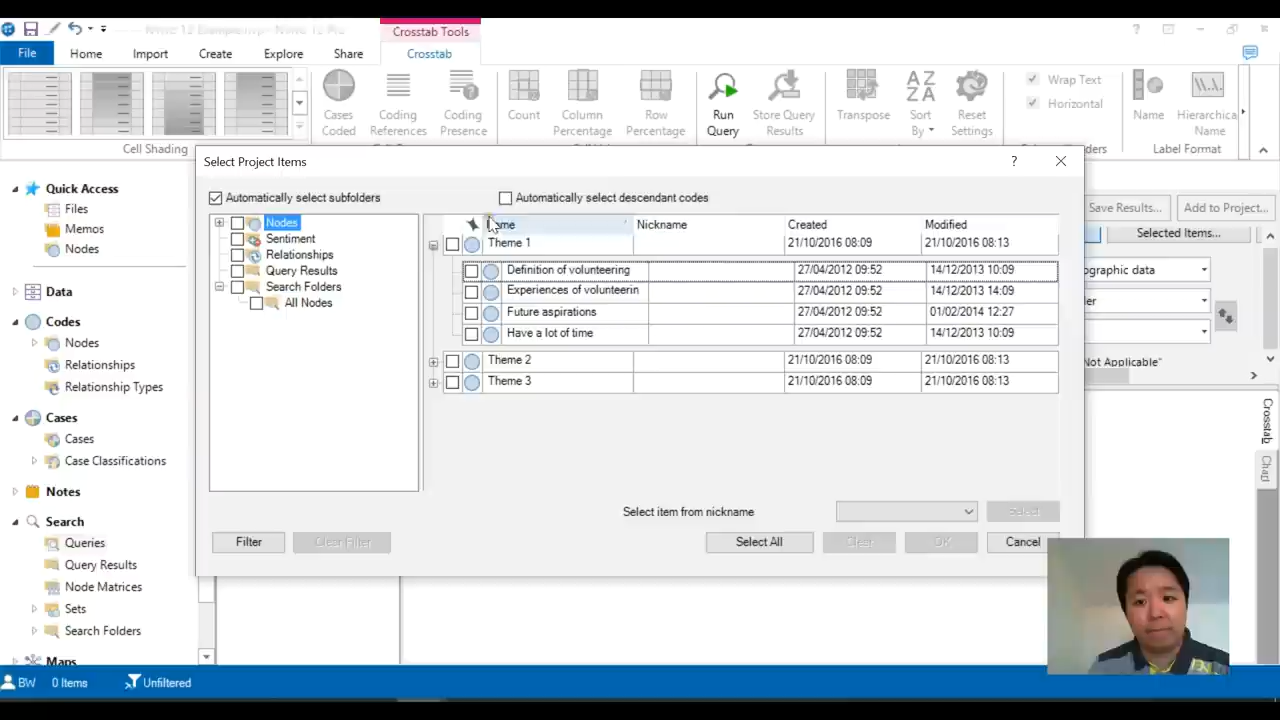 Crosstab Tools
File Home Import Create Explore Share Crosstab
Cases Coded
Coding References
Coding Presence
Count
Column Percentage
Row Percentage
Run Query
Store Query Results
Transpose
Sort By
Reset Settings
Wrap Text
Horizontal
Name
Hierarchica
Name
Cell Shading
Label Format
Select Project Items
?
Automatically select subfolders
Automatically select descendant codes
Nodes
Sentiment
Relationships
Query Results
Search Folders
All Nodes
Nickname Created Modified
Theme 1 21/10/2016 08:09 21/10/2016 08:13
Definition of volunteering 27/04/2012 09:52 14/12/2013 10:09
Experiences of volunteerin 27/04/2012 09:52 14/12/2013 14:09
Future aspirations 27/04/2012 09:52 01/02/2014 12:27
Have a lot of time 27/04/2012 09:52 14/12/2013 10:09
Theme 2 21/10/2016 08:09 21/10/2016 08:13
Theme 3 21/10/2016 08:09 21/10/2016 08:13
Select item from nickname
Select
Filter Clear Filter Select All Clear OK Cancel
Quick Access
Files
Memos
Nodes
Data
Codes
Nodes
Relationships
Relationship Types
Cases
Cases
Case Classifications
Notes
Search
Queries
Query Results
Node Matrices
Sets
Search Folders
Maps
Save Results... Add to Project...
Selected Items...
ographic data
er
Not Applicable"
Crosstab
Chart
BW 0 Items Unfiltered